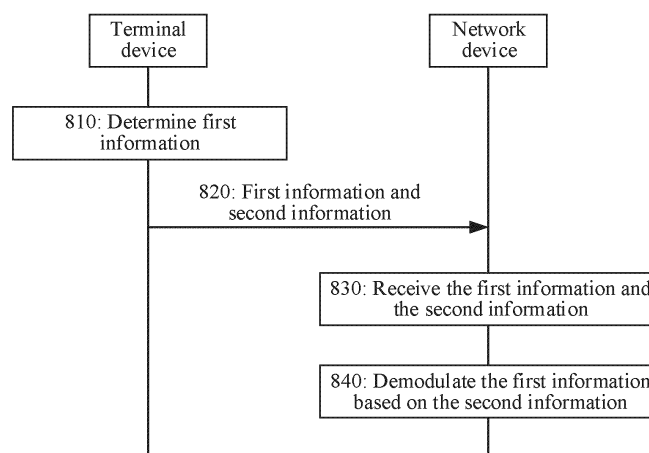 Terminal
device
Network
device
810: Determine first
information
820: First information and
second information
830: Receive the first information and
the second information
840: Demodulate the first information
based on the second information